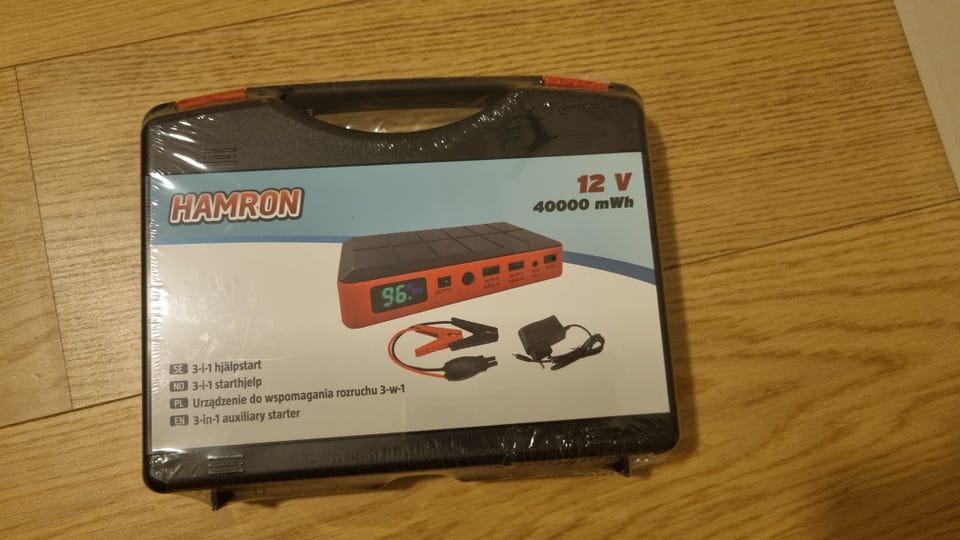 HAMRON
12 V
40000 mWh
96.
OUTPUT
SE 3-i-1 hjälpstart
NO 3-i-1 starthjelp
PL Urządzenie do wspomagania rozruchu 3-w-1
EN 3-in-1 auxiliary starter